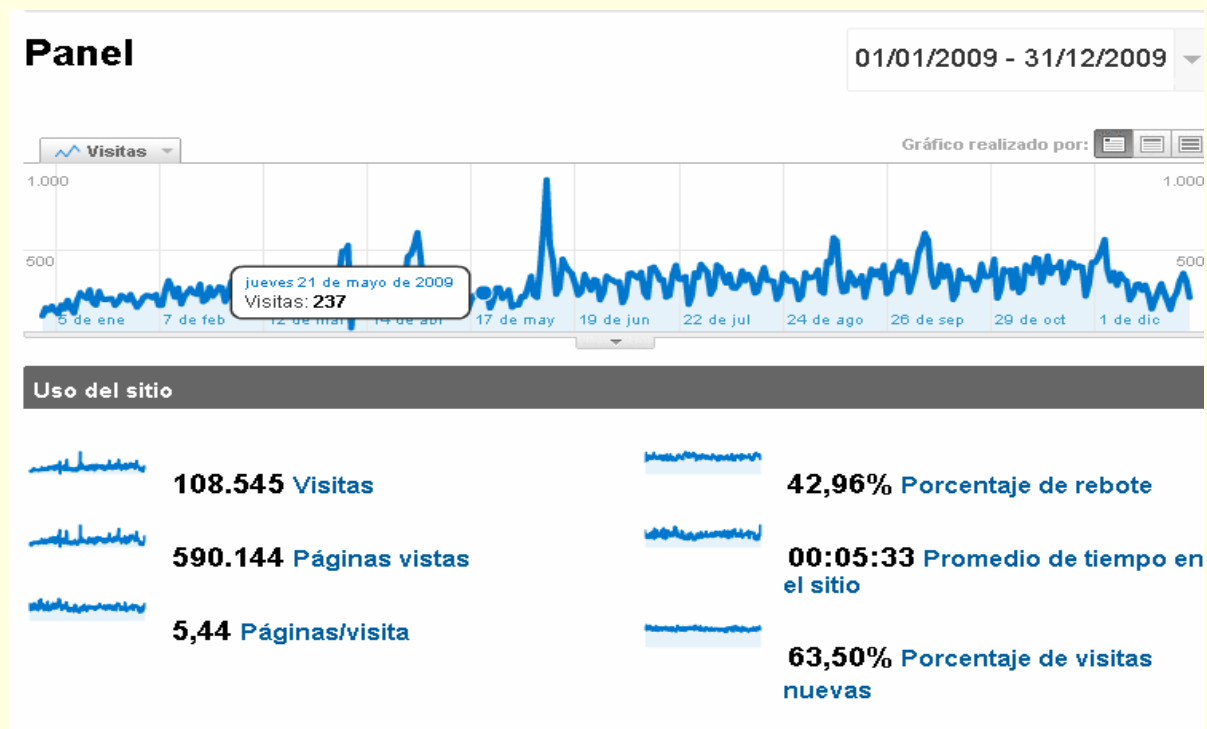 Panel
01/01/2009 - 31/12/2009
Visitas
Gráfico realizado por:
1.000
1.000
500
500
jueves 21 de mayo de 2009
Visitas: 237
5 de ene
7 de feb
12 de mar
14 de abr
17 de may
19 de jun
22 de jul
24 de ago
26 de sep
29 de oct
1 de dic
Uso del sitio
108.545 Visitas
42,96% Porcentaje de rebote
590.144 Páginas vistas
00:05:33 Promedio de tiempo en
el sitio
5,44 Páginas/visita
63,50% Porcentaje de visitas
nuevas